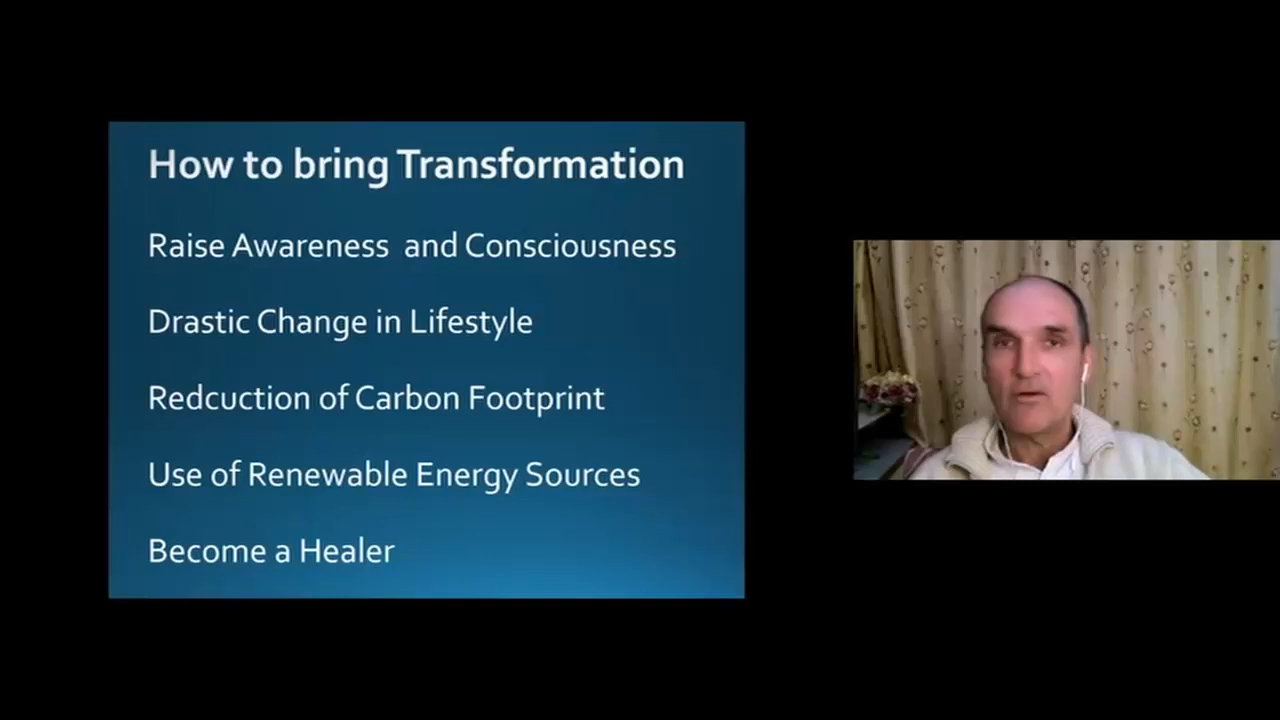 How to bring Transformation
Raise Awareness and Consciousness
Drastic Change in Lifestyle
Redcuction of Carbon Footprint
Use of Renewable Energy Sources
Become a Healer